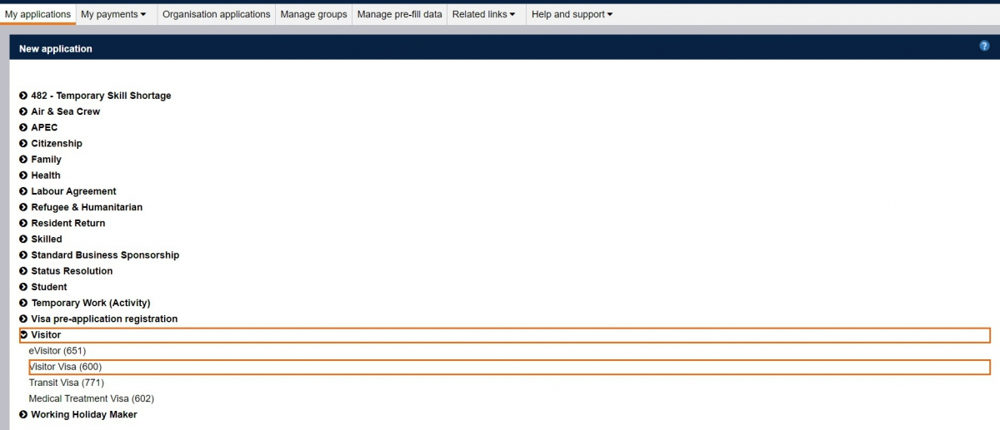 My applications My payments Organisation applications Manage groups Manage pre-fill data Related links Help and support
New application ?
482 - Temporary Skill Shortage
Air & Sea Crew
APEC
Citizenship
Family
Health
Labour Agreement
Refugee & Humanitarian
Resident Return
Skilled
Standard Business Sponsorship
Status Resolution
Student
Temporary Work (Activity)
Visa pre-application registration
Visitor
eVisitor (651)
Visitor Visa (600)
Transit Visa (771)
Medical Treatment Visa (602)
Working Holiday Maker